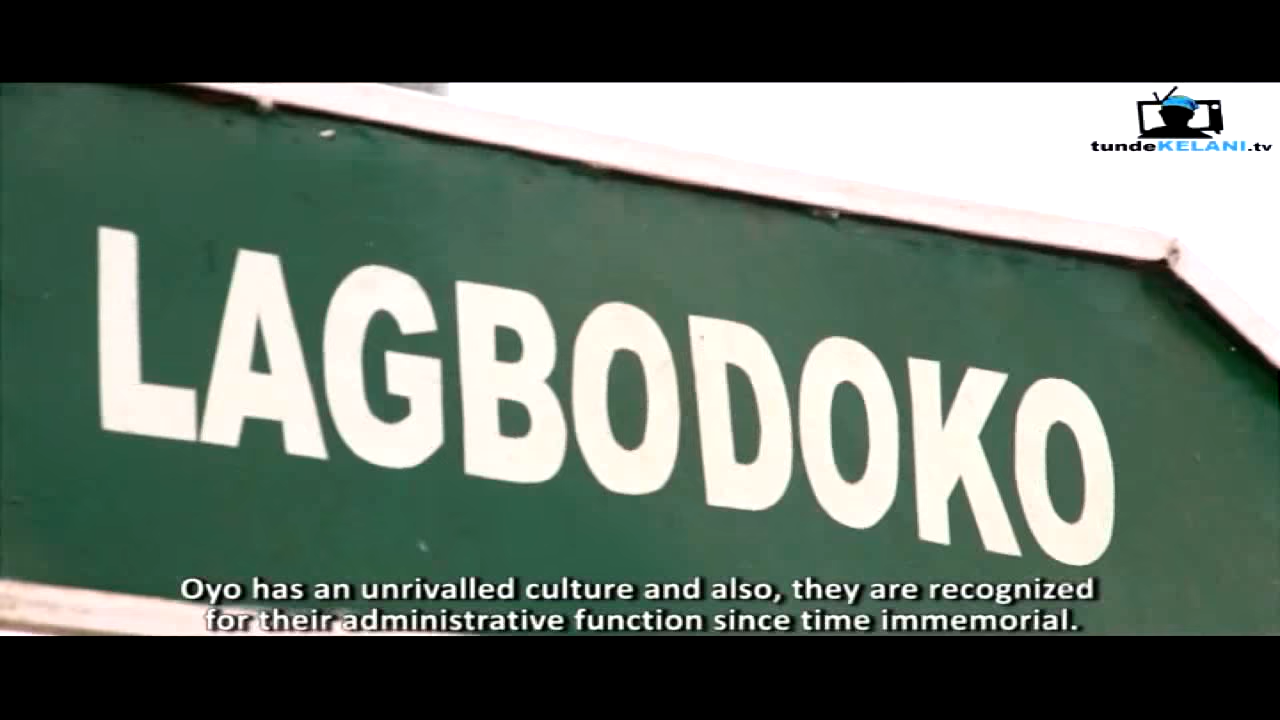 tundeKELANI.tv
LAGBODOKO
Oyo has an unrivalled culture and also, they are recognized
for their administrative function since time immemorial.